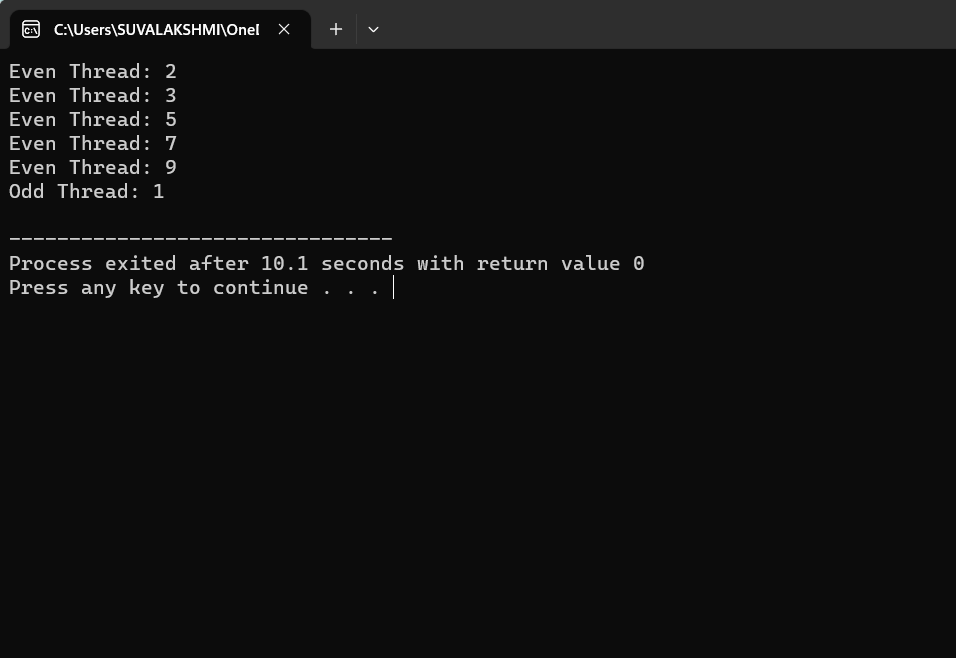 C:\Users\SUVALAKSHMI\OneI
Even Thread: 2
Even Thread: 3
Even Thread: 5
Even Thread: 7
Even Thread: 9
Odd Thread: 1
--------------------------------
Process exited after 10.1 seconds with return value 0
Press any key to continue . . .